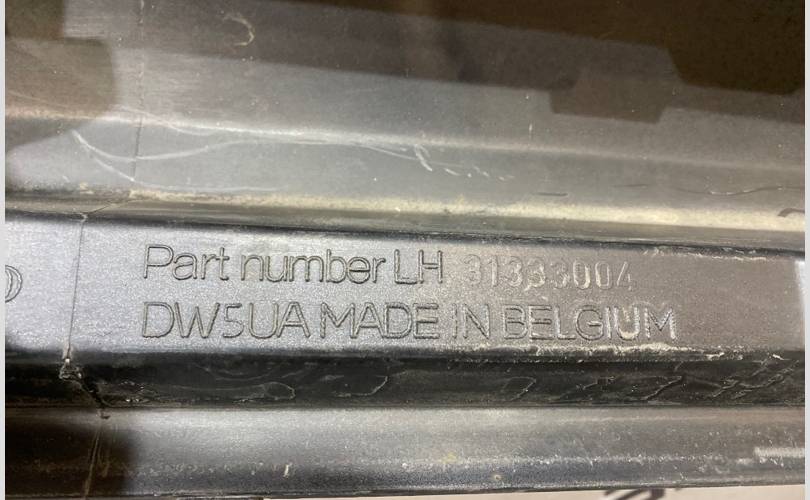 Part number LH 31333004
DW5UA MADE IN BELGIUM